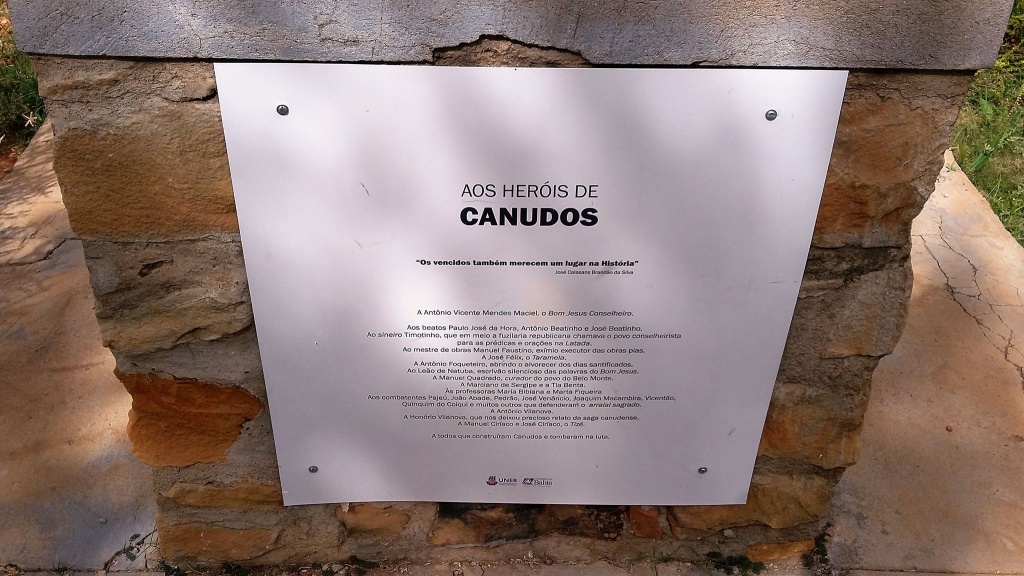 AOS HERÓIS DE
CANUDOS
"Os vencidos também merecem um lugar na História"
José Calasans Brandão da Silva
A Antônio Vicente Mendes Maciel, o Bom Jesus Conselheiro.
Aos beatos Paulo José da Hora, Antônio Beatinho e José Beatinho.
Ao sineiro Timotinho, que em meio a fuzilaria republicana chamava o povo conselheirista
para as prédicas e orações na Latada.
Ao mestre de obras Manuel Faustino, exímio executor das obras pias.
A José Félix, o Taramela.
A Antônio Fogueteiro, abrindo o alvorecer dos dias santificados.
Ao Leão de Natuba, escrivão silencioso das palavras do Bom Jesus.
A Manuel Quadrado, curador do povo do Belo Monte.
A Marciano de Sergipe e a Tia Benta.
Às professoras Maria Bibiana e Marta Figueira.
Aos combatentes Pajeú, João Abade, Pedrão, José Venâncio, Joaquim Macambira, Vicentão,
Quinquim do Coiqui e muitos outros que defenderam o arraial sagrado.
A Antônio Vilanova.
A Honório Vilanova, que nos deixou precioso relato da saga canudense.
A Manuel Ciríaco e José Ciríaco, o Tizé.
A todos que construíram Canudos e tombaram na luta.
UNEB
Bahia